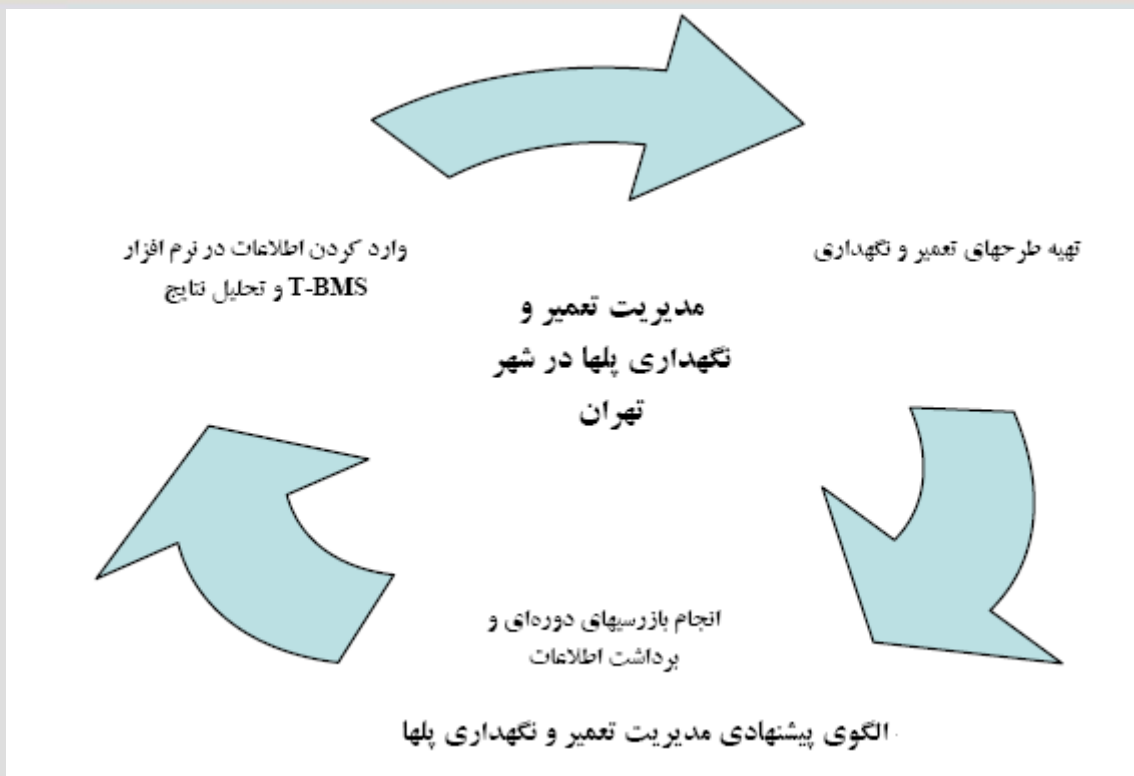 تهیه طرحهای تعمیر و نگهداری
وارد کردن اطلاعات در نرم افزار
T-BMS و تحلیل نتایج
مدیریت تعمیر و
نگهداری پلها در شهر
تهران
انجام بازرسیهای دوره‌ای و
برداشت اطلاعات
الگوی پیشنهادی مدیریت تعمیر و نگهداری پلها